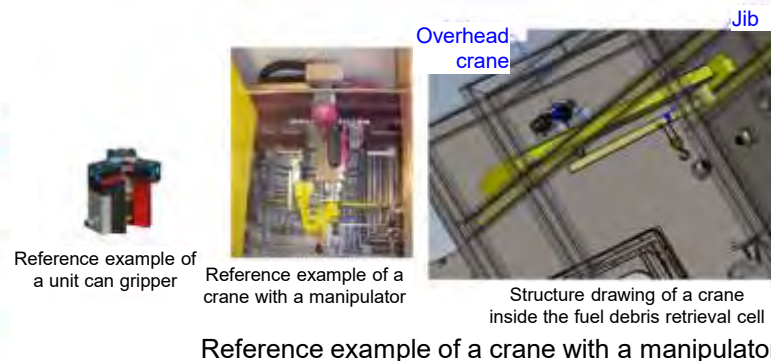 Jib
Overhead
crane
Reference example of
a unit can gripper
Reference example of a
crane with a manipulator
Structure drawing of a crane
inside the fuel debris retrieval cell
Reference example of a crane with a manipulator